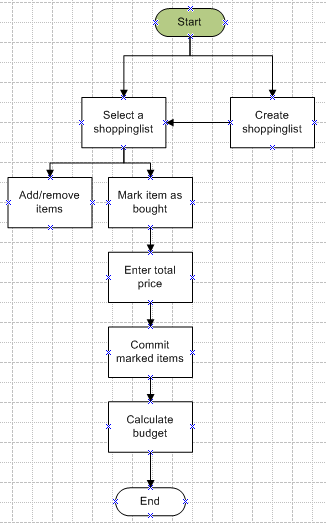 Start
Select a
shoppinglist
Create
shoppinglist
Add/remove
items
Mark item as
bought
Enter total
price
Commit
marked items
Calculate
budget
End